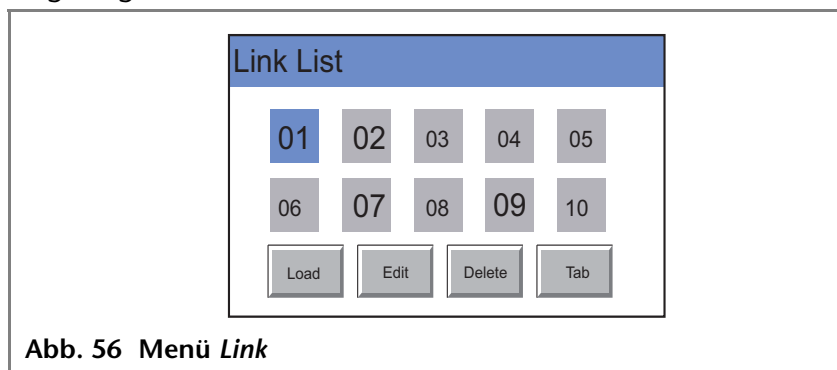 Link List
01 02 03 04 05
06 07 08 09 10
Load Edit Delete Tab
Abb. 56 Menü Link